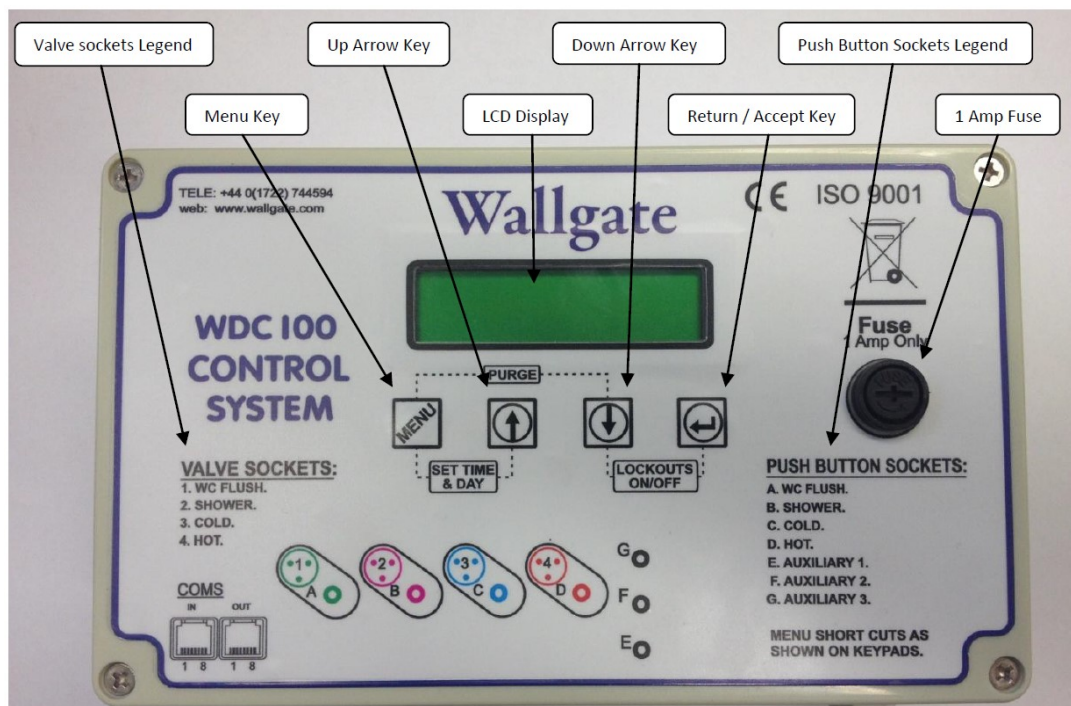 Valve sockets Legend
Up Arrow Key
Down Arrow Key
Push Button Sockets Legend
Menu Key
LCD Display
Return / Accept Key
1 Amp Fuse
TELE: +44 0(1722) 744594
web: www.wallgate.com
Wallgate
CE ISO 9001
WDC 100
CONTROL
SYSTEM
Fuse
1 Amp Only
PURGE
MENU
SET TIME
& DAY
LOCKOUTS
ON/OFF
VALVE SOCKETS:
1. WC FLUSH.
2. SHOWER.
3. COLD.
4. HOT.
PUSH BUTTON SOCKETS:
A. WC FLUSH.
B. SHOWER.
C. COLD.
D. HOT.
E. AUXILIARY 1.
F. AUXILIARY 2.
G. AUXILIARY 3.
1 A
2 B
3 C
4 D
G
F
E
COMS
IN OUT
1 8 1 8
MENU SHORT CUTS AS
SHOWN ON KEYPADS.